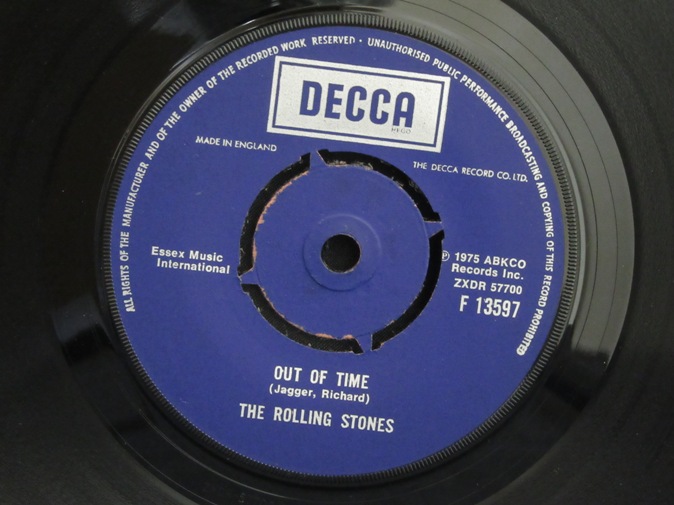 ALL RIGHTS OF THE MANUFACTURER AND OF THE OWNER OF THE RECORDED WORK RESERVED · UNAUTHORISED PUBLIC PERFORMANCE BROADCASTING AND COPYING OF THIS RECORD PROHIBITED
DECCA
REGD
MADE IN ENGLAND
THE DECCA RECORD CO. LTD.
Essex Music
International
℗ 1975 ABKCO
Records Inc.
ZXDR 57700
F 13597
OUT OF TIME
(Jagger, Richard)
THE ROLLING STONES